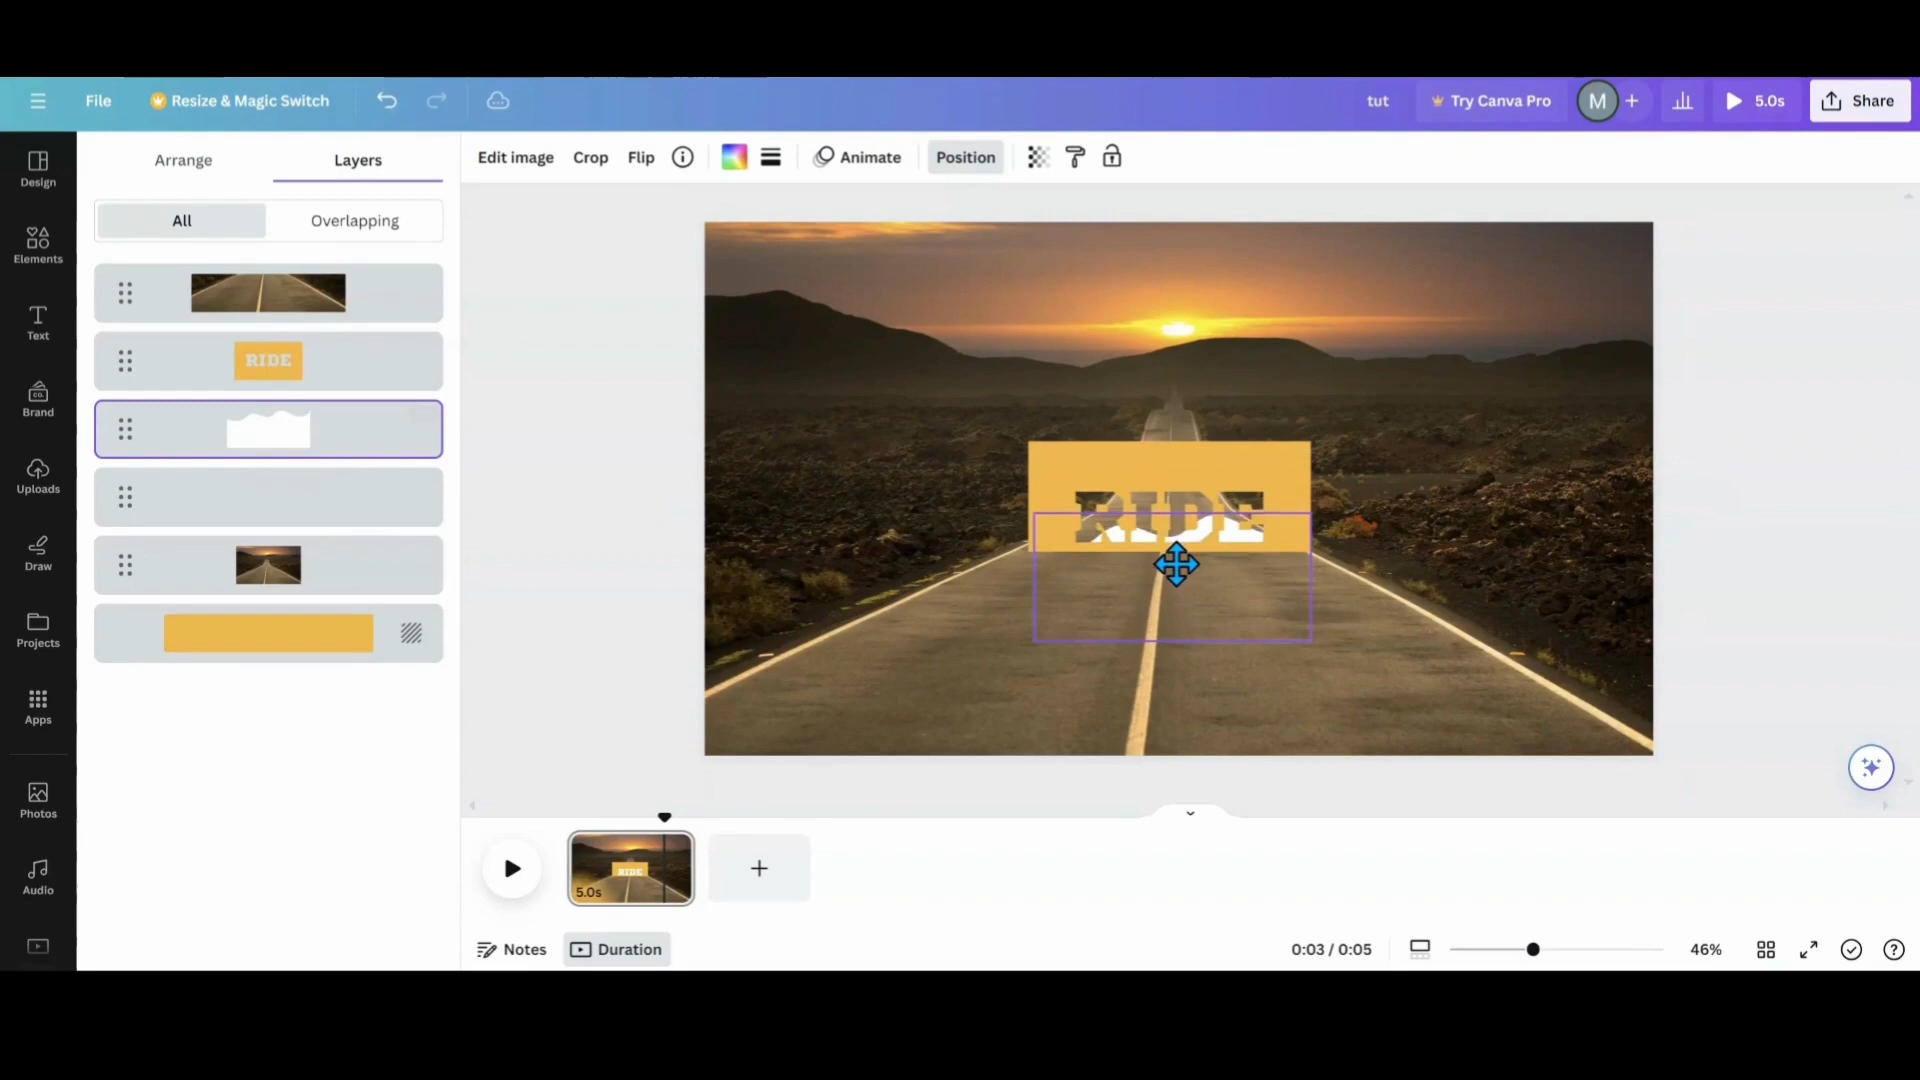 File
Resize & Magic Switch
tut
Try Canva Pro
M
5.0s
Share
Arrange
Layers
Edit image
Crop
Flip
Animate
Position
Design
All
Overlapping
Elements
RIDE
Text
CO.
Brand
Uploads
RIDE
Draw
Projects
Apps
Photos
RIDE
5.0s
Audio
Notes
Duration
0:03 / 0:05
46%